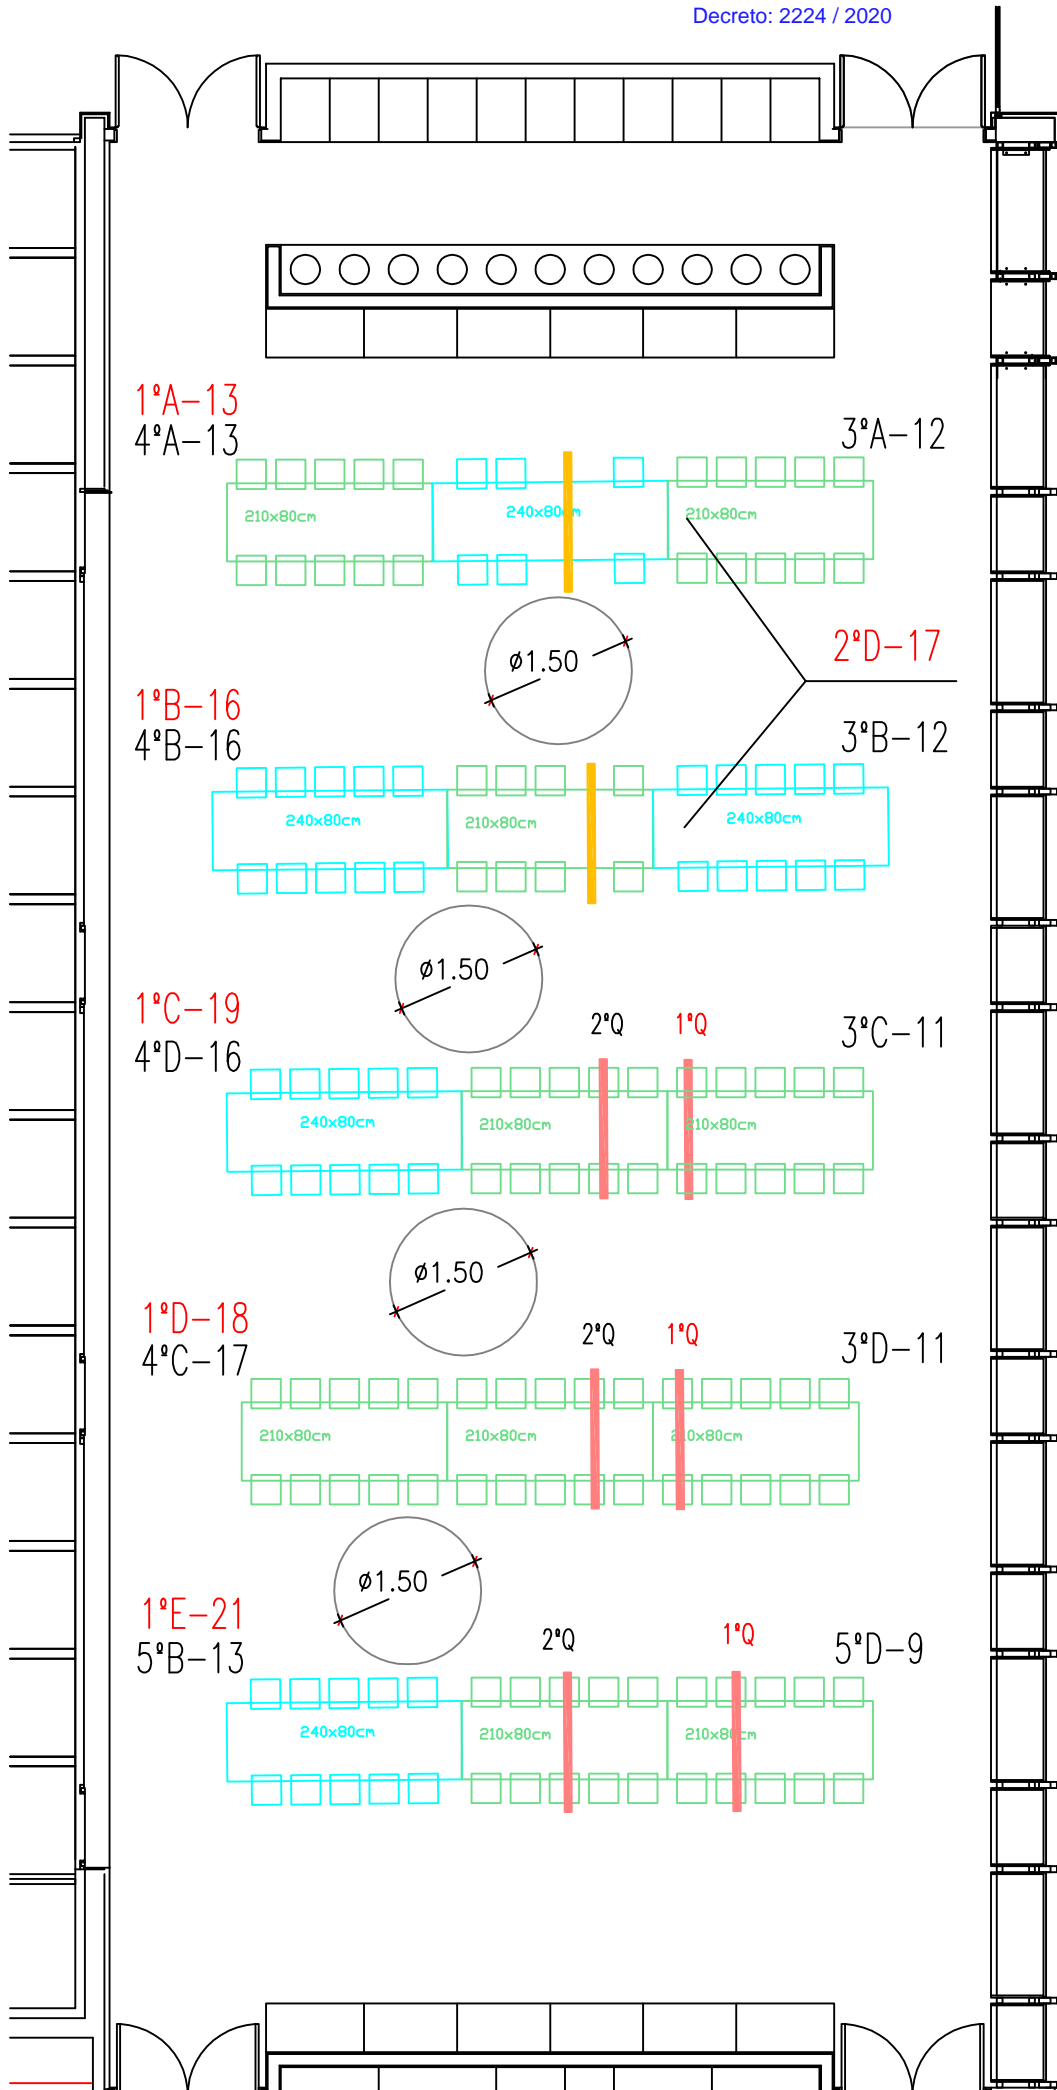 Decreto: 2224 / 2020
1ºA-13
4ºA-13
3ºA-12
210x80cm
240x80cm
210x80cm
ø1.50
2ºD-17
1ºB-16
4ºB-16
3ºB-12
240x80cm
210x80cm
240x80cm
ø1.50
1ºC-19
4ºD-16
2ºQ
1ºQ
3ºC-11
240x80cm
210x80cm
210x80cm
ø1.50
1ºD-18
4ºC-17
2ºQ
1ºQ
3ºD-11
210x80cm
210x80cm
210x80cm
ø1.50
1ºE-21
5ºB-13
2ºQ
1ºQ
5ºD-9
240x80cm
210x80cm
210x80cm